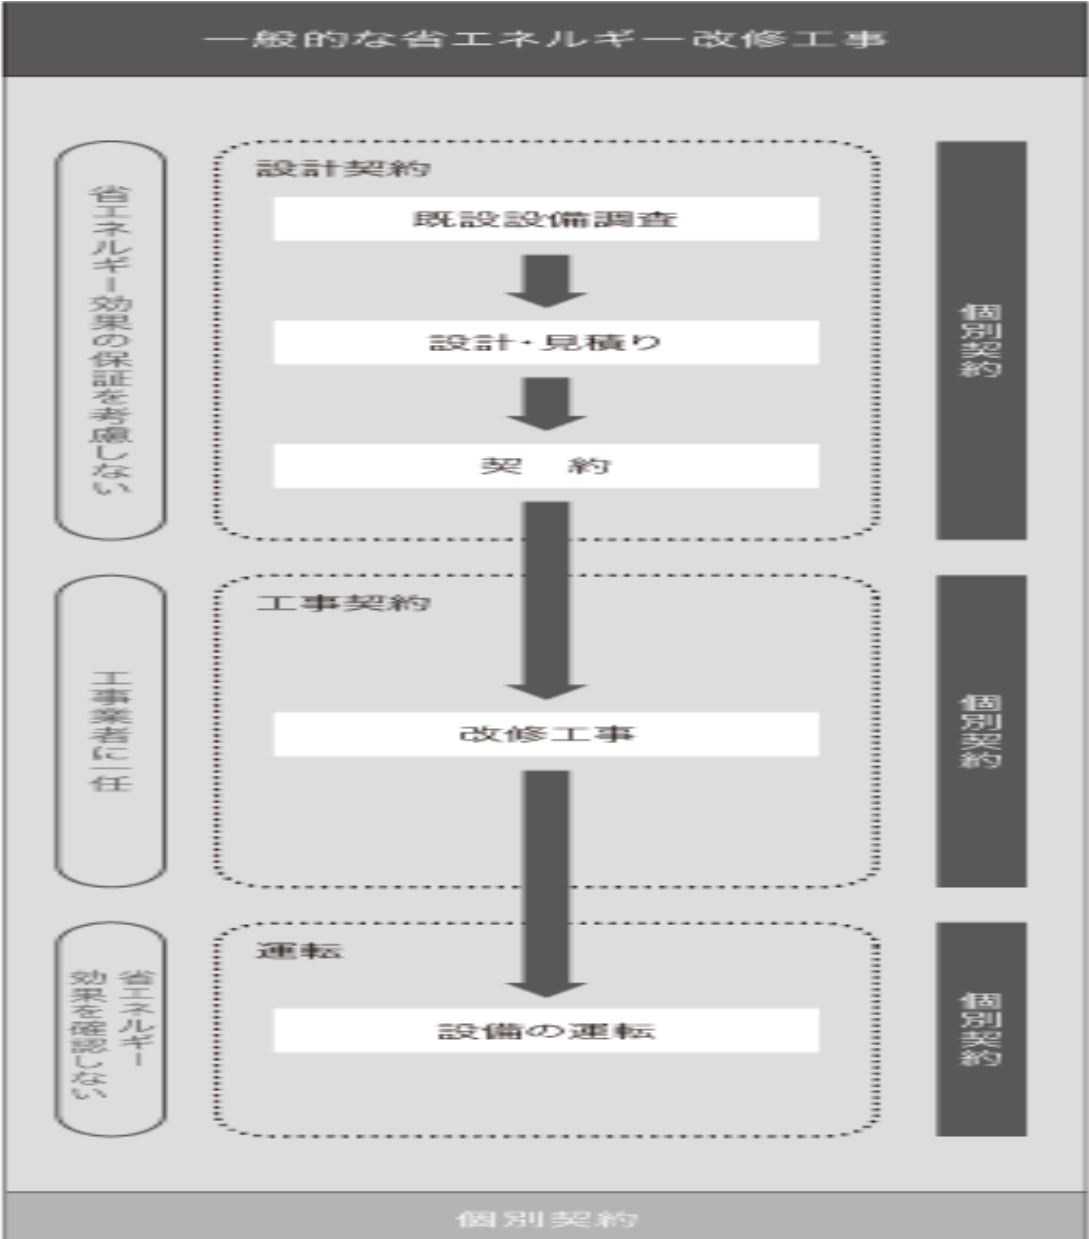 一般的な省エネルギー改修工事
省エネルギー効果の保証を考慮しない
設計契約
既設設備調査
設計・見積り
契　約
個別契約
工事業者に一任
工事契約
改修工事
個別契約
省エネルギー
効果を確認しない
運転
設備の運転
個別契約
個別契約